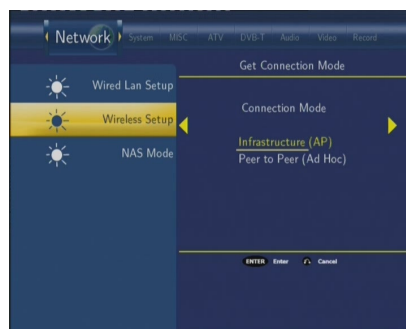 Network System MISC ATV DVB-T Audio Video Record
Get Connection Mode
Wired Lan Setup
Connection Mode
Wireless Setup
Infrastructure (AP)
NAS Mode
Peer to Peer (Ad Hoc)
ENTER Enter Cancel